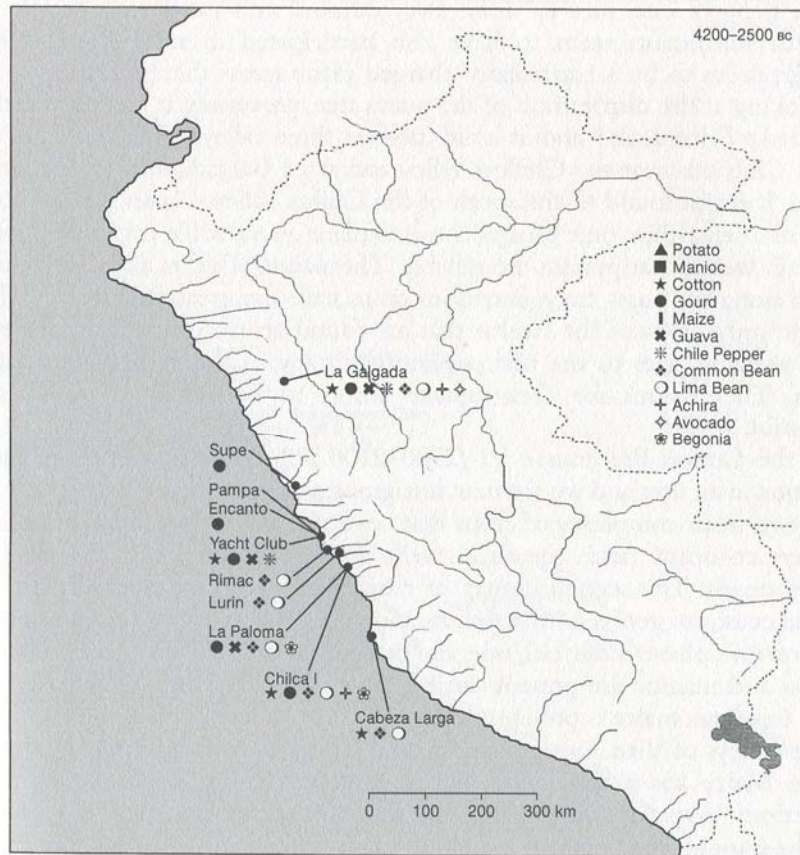 4200–2500 BC
Potato
Manioc
Cotton
Gourd
Maize
Guava
Chile Pepper
Common Bean
Lima Bean
Achira
Avocado
Begonia
La Galgada
Supe
Pampa
Encanto
Yacht Club
Rimac
Lurin
La Paloma
Chilca I
Cabeza Larga
0 100 200 300 km